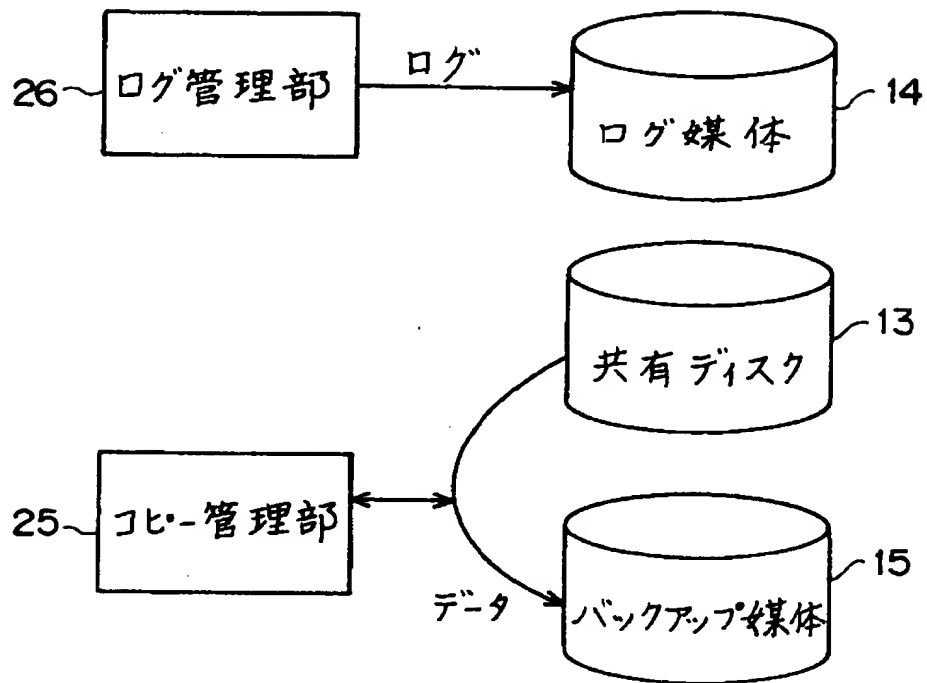 26
ログ管理部
ログ
14
ログ媒体
13
共有ディスク
25
コピー管理部
データ
15
バックアップ媒体